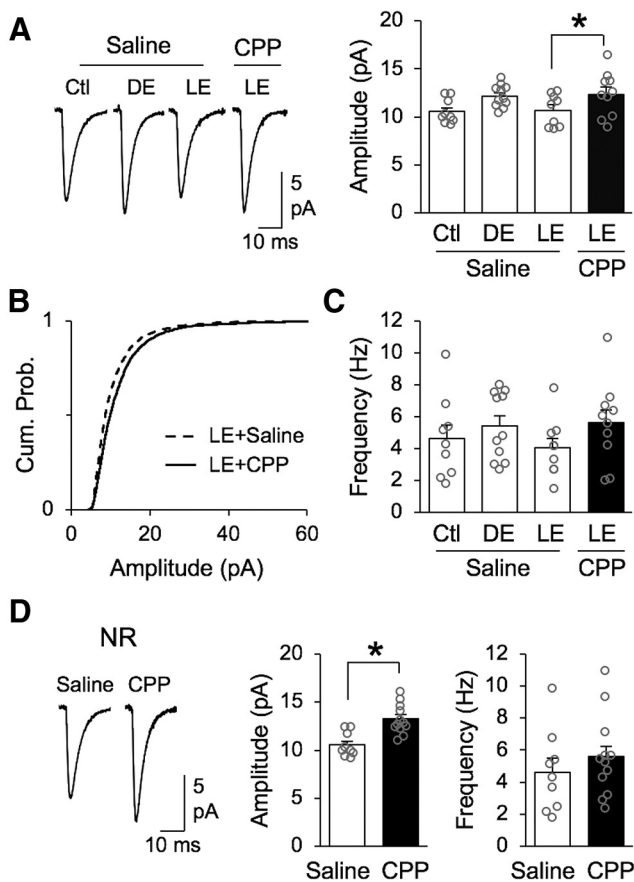 A
Saline CPP
Ctl DE LE LE
5
pA
10 ms
Amplitude (pA)
20
15
10
5
0
*
Ctl DE LE LE
Saline CPP
B
Cum. Prob.
1
0
LE+Saline
LE+CPP
0 20 40 60
Amplitude (pA)
C
Frequency (Hz)
12
10
8
6
4
2
0
Ctl DE LE LE
Saline CPP
D
NR
Saline CPP
5
pA
10 ms
Amplitude (pA)
20
15
10
5
0
*
Saline CPP
Frequency (Hz)
12
10
8
6
4
2
0
Saline CPP